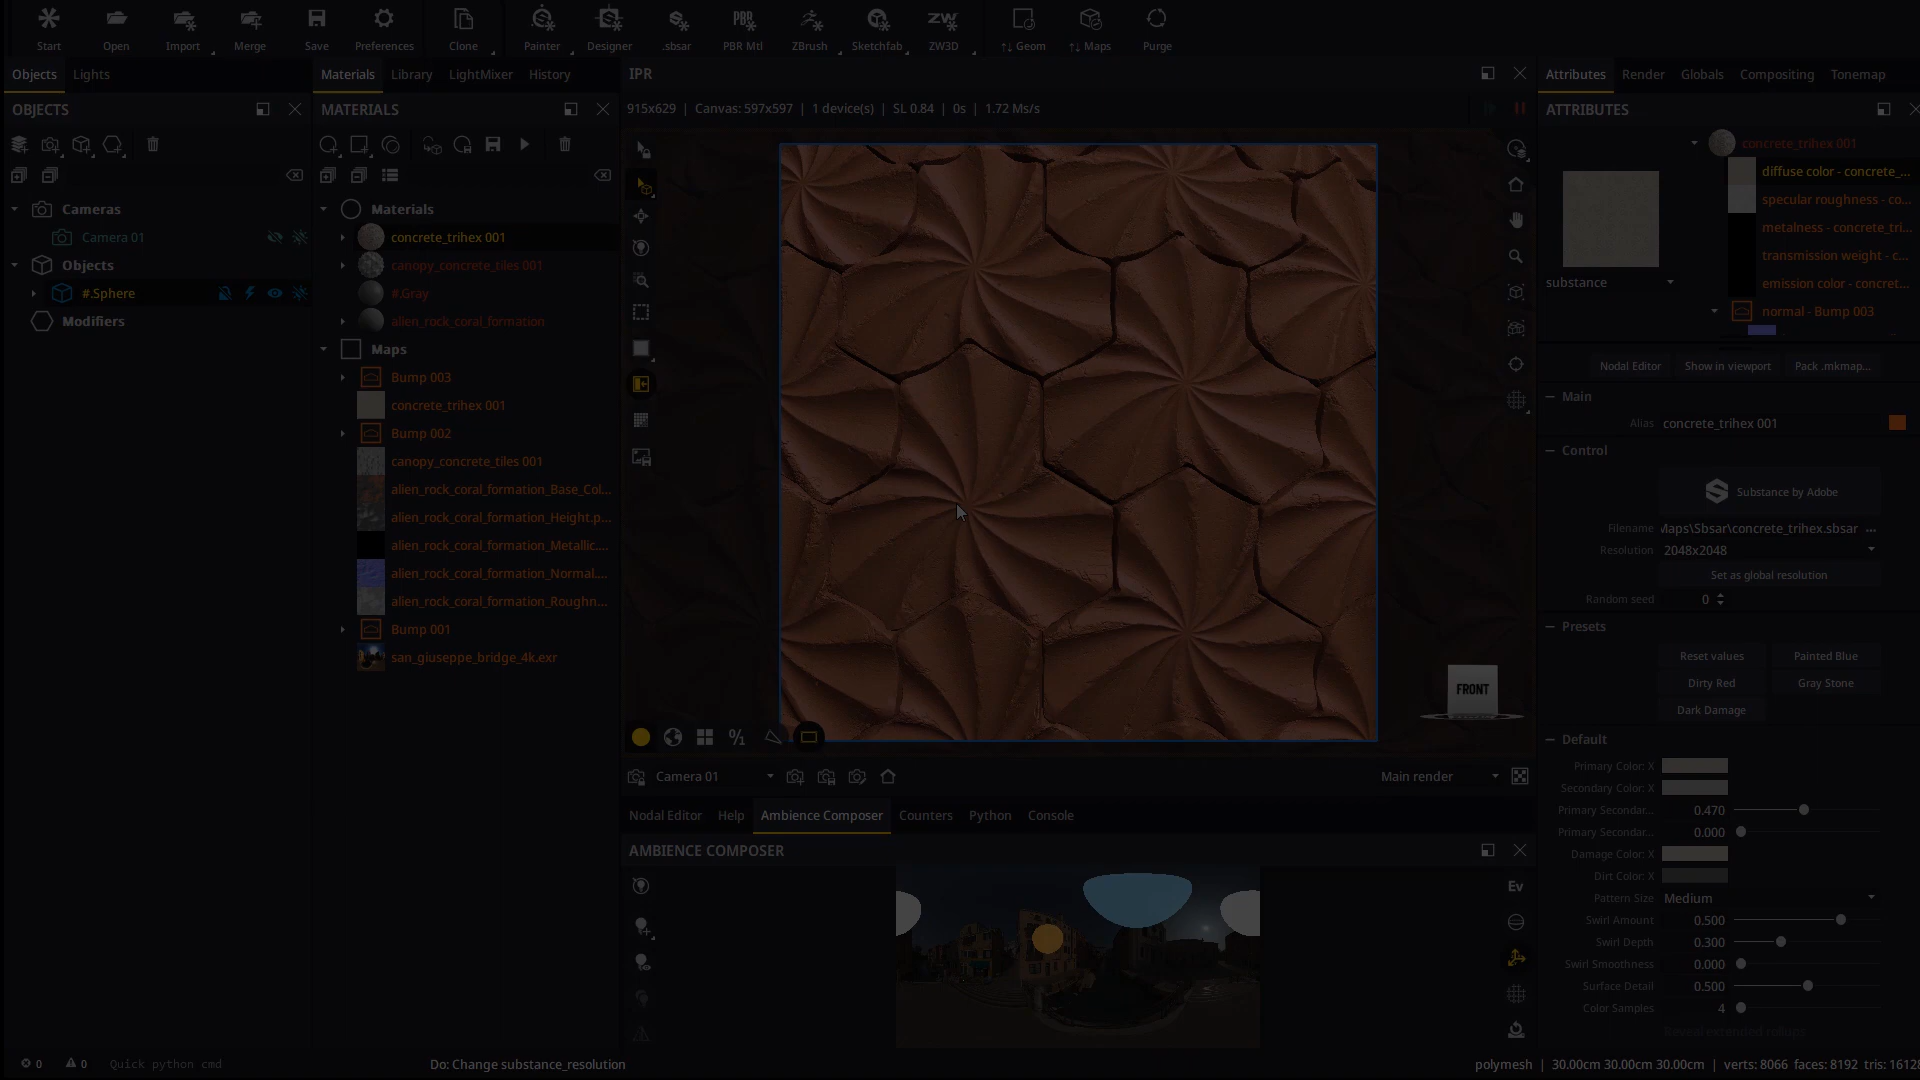 Start Open Import Merge Save Preferences Clone Painter Designer .sbsar PBR Mtl ZBrush Sketchfab ZW3D ↑↓ Geom ↑↓ Maps Purge
PBR ZW
Objects Lights
OBJECTS
Cameras
Camera 01
Objects
#.Sphere
Modifiers
Materials Library LightMixer History
MATERIALS
Materials
concrete_trihex 001
canopy_concrete_tiles 001
#.Gray
alien_rock_coral_formation
Maps
Bump 003
concrete_trihex 001
Bump 002
canopy_concrete_tiles 001
alien_rock_coral_formation_Base_Col...
alien_rock_coral_formation_Height.p...
alien_rock_coral_formation_Metallic....
alien_rock_coral_formation_Normal....
alien_rock_coral_formation_Roughn...
Bump 001
san_giuseppe_bridge_4k.exr
IPR
915x629 | Canvas: 597x597 | 1 device(s) | SL 0.84 | 0s | 1.72 Ms/s
FRONT
Camera 01
Main render
Nodal Editor Help Ambience Composer Counters Python Console
AMBIENCE COMPOSER
Ev
Attributes Render Globals Compositing Tonemap
ATTRIBUTES
concrete_trihex 001
diffuse color - concrete_...
specular roughness - co...
metalness - concrete_tri...
transmission weight - c...
emission color - concret...
normal - Bump 003
substance
Nodal Editor Show in viewport Pack .mkmap...
Main
Alias concrete_trihex 001
Control
Substance by Adobe
Filename Maps\Sbsar\concrete_trihex.sbsar ...
Resolution 2048x2048
Set as global resolution
Random seed 0
Presets
Reset values Painted Blue
Dirty Red Gray Stone
Dark Damage
Default
Primary Color: X
Secondary Color: X
Primary Secondar... 0.470
Primary Secondar... 0.000
Damage Color: X
Dirt Color: X
Pattern Size Medium
Swirl Amount 0.500
Swirl Depth 0.300
Swirl Smoothness 0.000
Surface Detail 0.500
Color Samples 4
Reveal extended rollups
0 0 Quick python cmd Do: Change substance_resolution polymesh | 30.00cm 30.00cm 30.00cm | verts: 8066 faces: 8192 tris: 16128